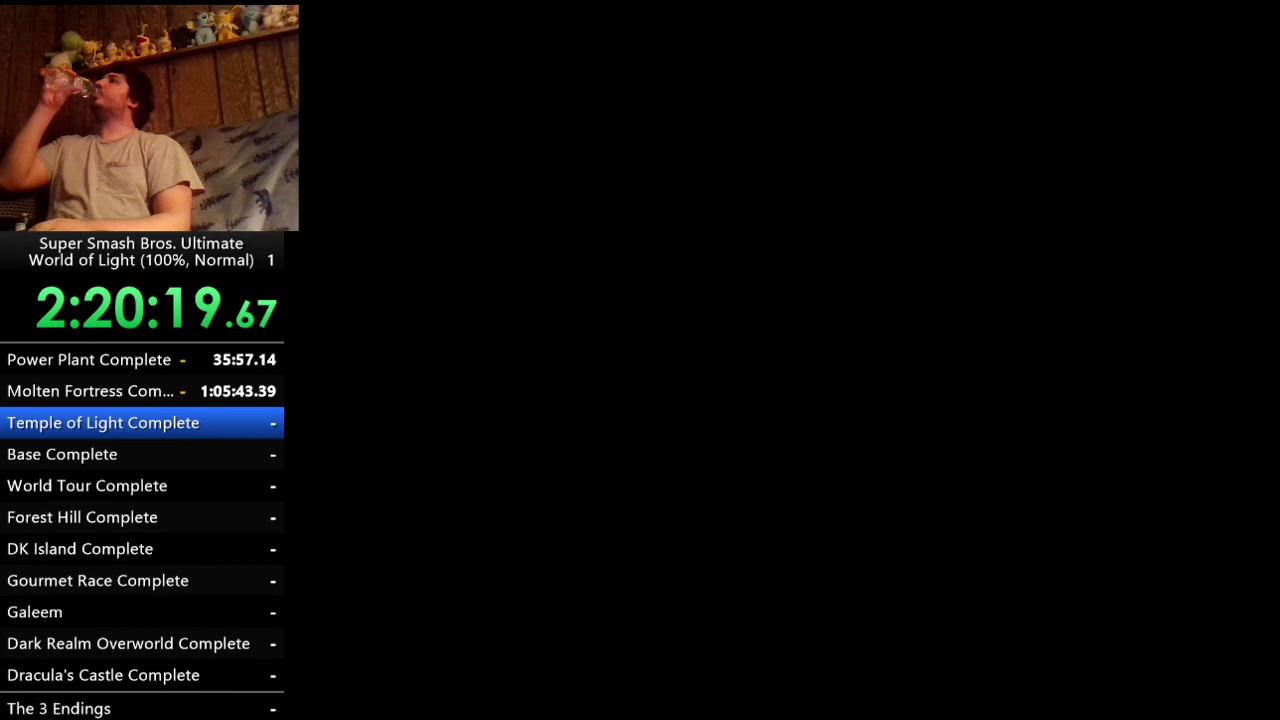 Super Smash Bros. Ultimate
World of Light (100%, Normal) 1
2:20:19.67
Power Plant Complete - 35:57.14
Molten Fortress Com... - 1:05:43.39
Temple of Light Complete -
Base Complete -
World Tour Complete -
Forest Hill Complete -
DK Island Complete -
Gourmet Race Complete -
Galeem -
Dark Realm Overworld Complete -
Dracula's Castle Complete -
The 3 Endings -